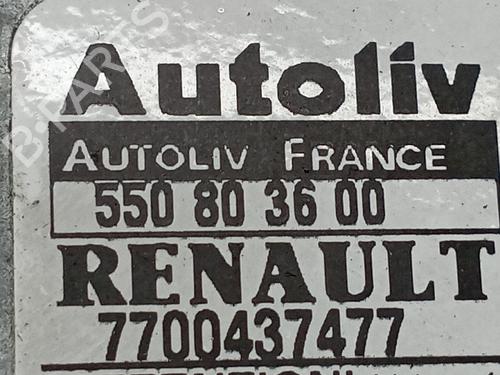 Autoliv
AUTOLIV FRANCE
550 80 36 00
RENAULT
7700437477